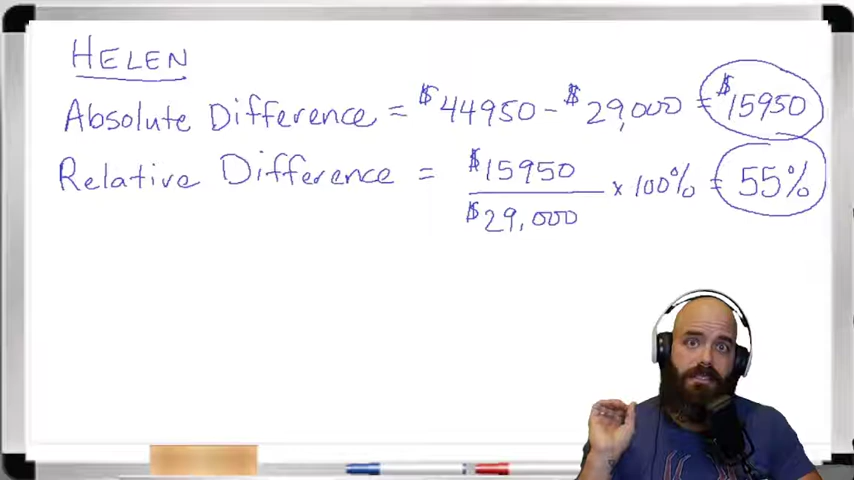 HELEN
Absolute Difference = $44950 - $29,000 = $15950
Relative Difference = $15950 / $29,000 x 100% = 55%